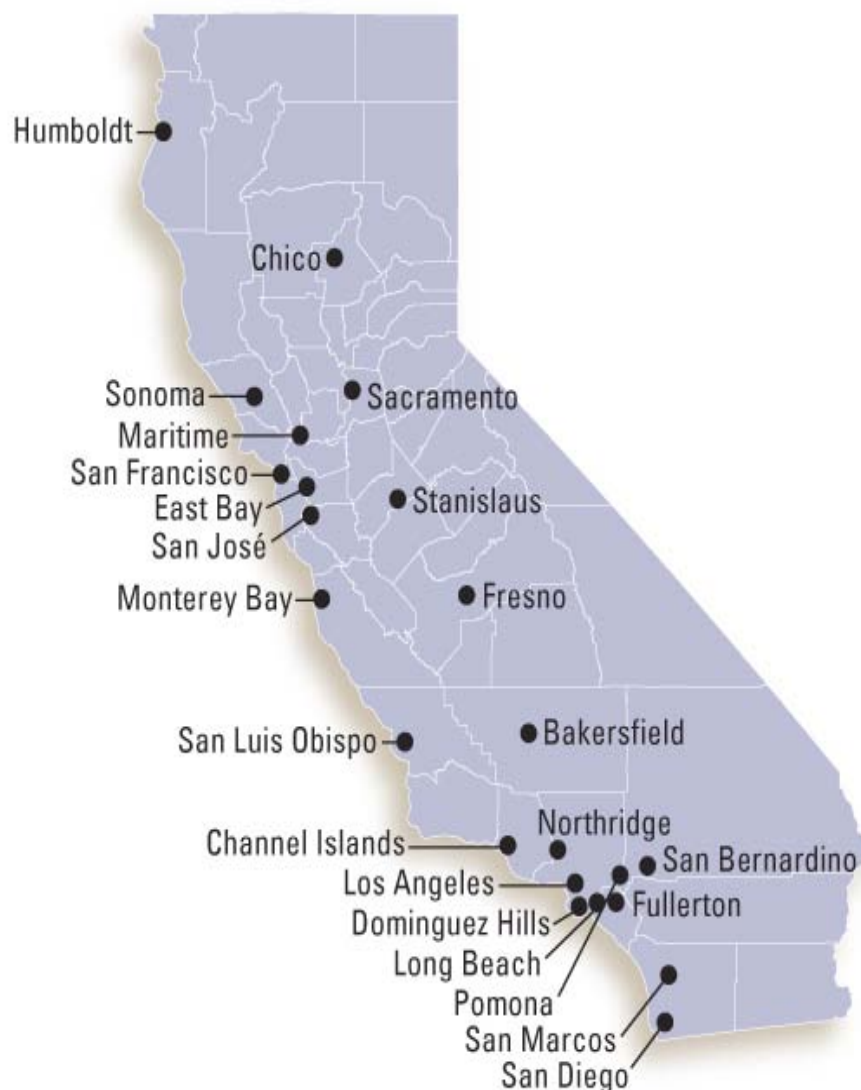 Humboldt
Chico
Sonoma
Sacramento
Maritime
San Francisco
East Bay
Stanislaus
San José
Monterey Bay
Fresno
San Luis Obispo
Bakersfield
Channel Islands
Northridge
San Bernardino
Los Angeles
Fullerton
Dominguez Hills
Long Beach
Pomona
San Marcos
San Diego